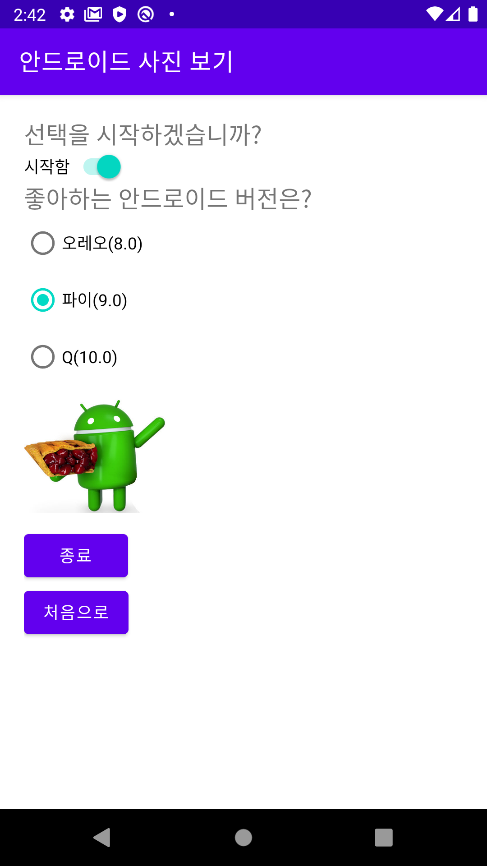 2:42
안드로이드 사진 보기
선택을 시작하겠습니까?
시작함
좋아하는 안드로이드 버전은?
오레오(8.0)
파이(9.0)
Q(10.0)
종료
처음으로